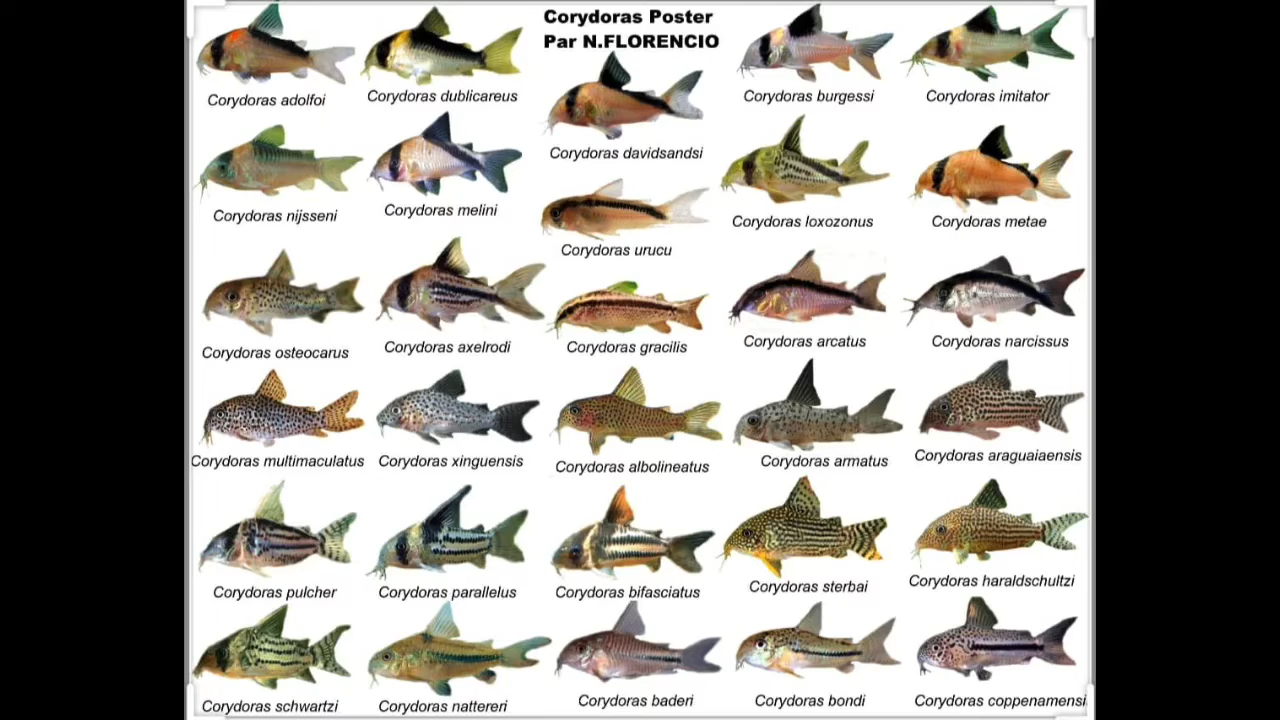 Corydoras Poster
Par N.FLORENCIO
Corydoras adolfoi
Corydoras dublicareus
Corydoras burgessi
Corydoras imitator
Corydoras davidsandsi
Corydoras nijsseni
Corydoras melini
Corydoras loxozonus
Corydoras metae
Corydoras urucu
Corydoras osteocarus
Corydoras axelrodi
Corydoras gracilis
Corydoras arcatus
Corydoras narcissus
Corydoras multimaculatus
Corydoras xinguensis
Corydoras albolineatus
Corydoras armatus
Corydoras araguaiaensis
Corydoras pulcher
Corydoras parallelus
Corydoras bifasciatus
Corydoras sterbai
Corydoras haraldschultzi
Corydoras schwartzi
Corydoras nattereri
Corydoras baderi
Corydoras bondi
Corydoras coppenamensi